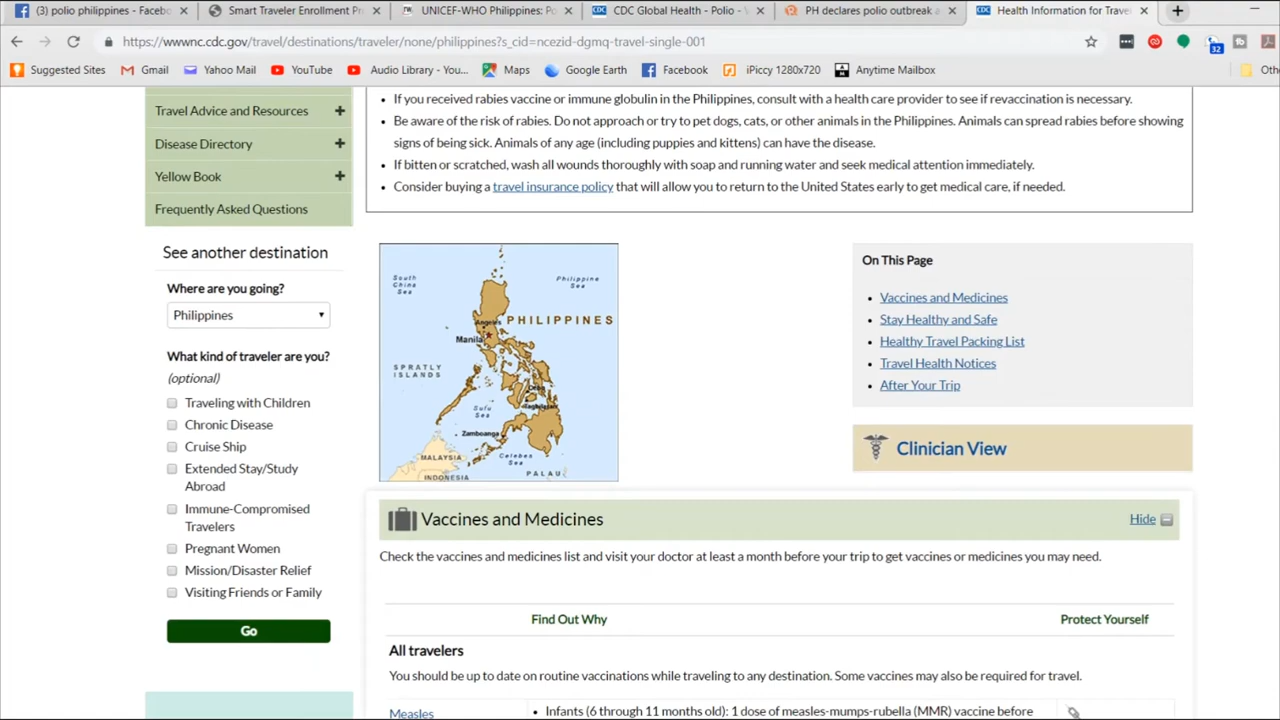 (3) polio philippines - Facebo
Smart Traveler Enrollment Pr
UNICEF-WHO Philippines: Po
CDC Global Health - Polio -
PH declares polio outbreak a
Health Information for Travel
https://wwwnc.cdc.gov/travel/destinations/traveler/none/philippines?s_cid=ncezid-dgmq-travel-single-001
32
Suggested Sites
Gmail
Yahoo Mail
YouTube
Audio Library - You...
Maps
Google Earth
Facebook
iPiccy 1280x720
Anytime Mailbox
Othe
Travel Advice and Resources
Disease Directory
Yellow Book
Frequently Asked Questions
See another destination
Where are you going?
Philippines
What kind of traveler are you?
(optional)
Traveling with Children
Chronic Disease
Cruise Ship
Extended Stay/Study
Abroad
Immune-Compromised
Travelers
Pregnant Women
Mission/Disaster Relief
Visiting Friends or Family
Go
• If you received rabies vaccine or immune globulin in the Philippines, consult with a health care provider to see if revaccination is necessary.
• Be aware of the risk of rabies. Do not approach or try to pet dogs, cats, or other animals in the Philippines. Animals can spread rabies before showing
signs of being sick. Animals of any age (including puppies and kittens) can have the disease.
• If bitten or scratched, wash all wounds thoroughly with soap and running water and seek medical attention immediately.
• Consider buying a travel insurance policy that will allow you to return to the United States early to get medical care, if needed.
South
China
Sea
Philippine
Sea
Angeles
PHILIPPINES
Manila
SPRATLY
ISLANDS
Cebu
Sulu
Sea
Tagbilaran
Zamboanga
MALAYSIA
Celebes
Sea
PALAU
INDONESIA
On This Page
• Vaccines and Medicines
• Stay Healthy and Safe
• Healthy Travel Packing List
• Travel Health Notices
• After Your Trip
Clinician View
Vaccines and Medicines
Hide
Check the vaccines and medicines list and visit your doctor at least a month before your trip to get vaccines or medicines you may need.
Find Out Why
Protect Yourself
All travelers
You should be up to date on routine vaccinations while traveling to any destination. Some vaccines may also be required for travel.
Measles
• Infants (6 through 11 months old): 1 dose of measles-mumps-rubella (MMR) vaccine before